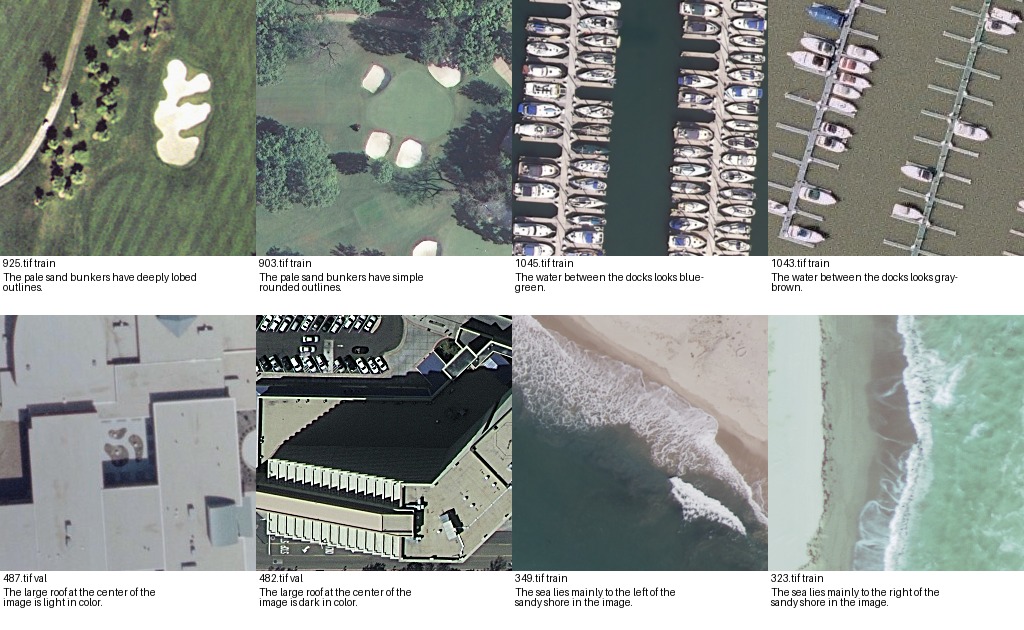 925.tif train
The pale sand bunkers have deeply lobed
outlines.
903.tif train
The pale sand bunkers have simple
rounded outlines.
1045.tif train
The water between the docks looks blue-
green.
1043.tif train
The water between the docks looks gray-
brown.
487.tif val
The large roof at the center of the
image is light in color.
482.tif val
The large roof at the center of the
image is dark in color.
349.tif train
The sea lies mainly to the left of the
sandy shore in the image.
323.tif train
The sea lies mainly to the right of the
sandy shore in the image.